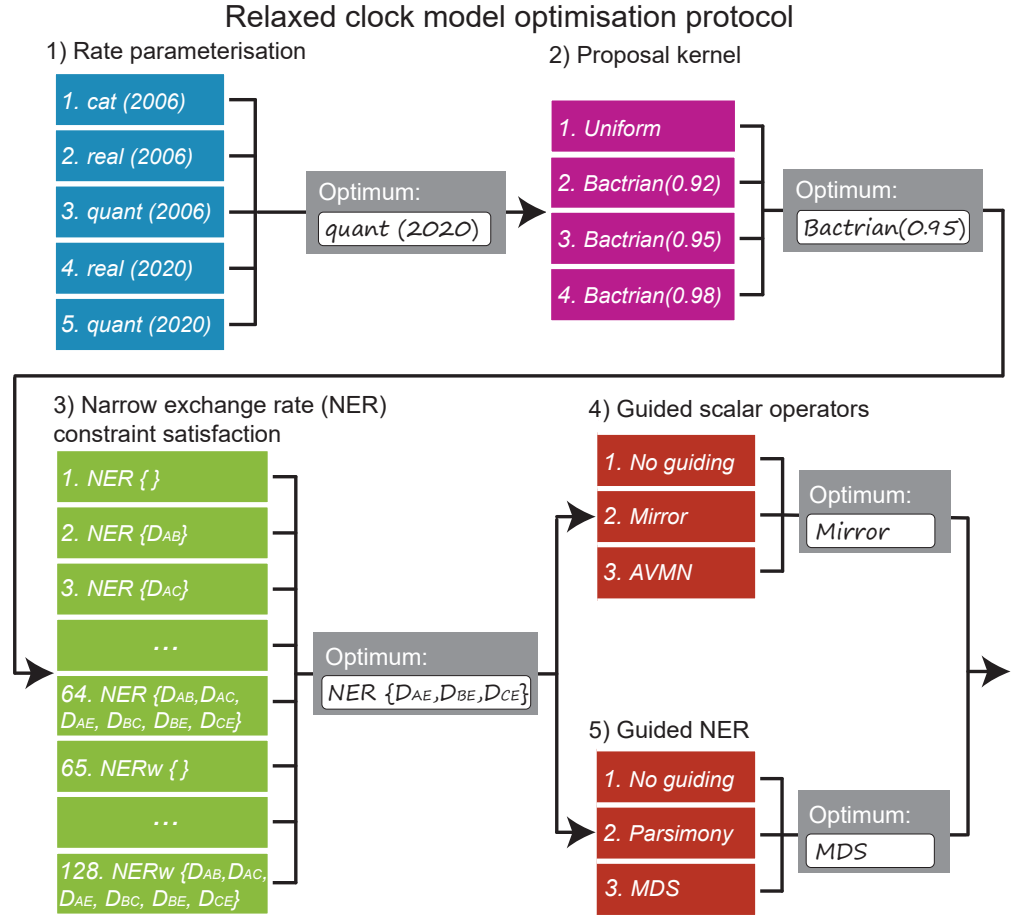 Relaxed clock model optimisation protocol
1) Rate parameterisation
1. cat (2006)
2. real (2006)
3. quant (2006)
4. real (2020)
5. quant (2020)
Optimum:
quant (2020)
2) Proposal kernel
1. Uniform
2. Bactrian(0.92)
3. Bactrian(0.95)
4. Bactrian(0.98)
Optimum:
Bactrian(0.95)
3) Narrow exchange rate (NER)
constraint satisfaction
1. NER { }
2. NER {DAB}
3. NER {DAC}
...
64. NER {DAB,DAC,
DAE, DBC, DBE, DCE}
65. NERw { }
...
128. NERw {DAB,DAC,
DAE, DBC, DBE, DCE}
Optimum:
NER {DAE,DBE,DCE}
4) Guided scalar operators
1. No guiding
2. Mirror
3. AVMN
Optimum:
Mirror
5) Guided NER
1. No guiding
2. Parsimony
3. MDS
Optimum:
MDS